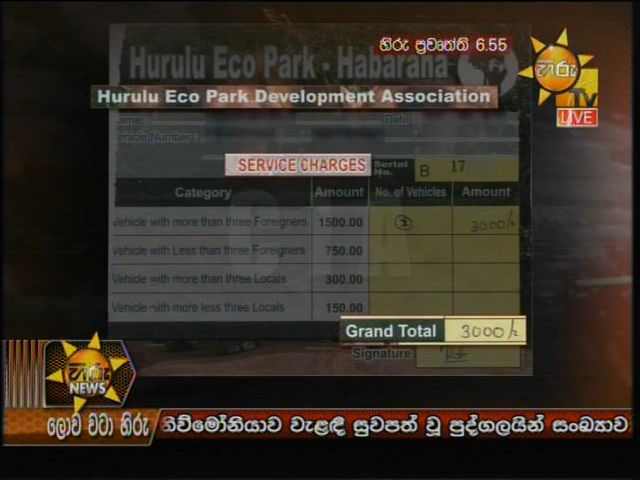 හිරු ප්‍රවෘත්ති 6.55
Hurulu Eco Park - Habarana
හිරු
TV
LIVE
Hurulu Eco Park Development Association
Date
Vehicle Number
SERVICE CHARGES
Serial No. B 17
Category Amount No. of Vehicles Amount
Vehicle with more than three Foreigners 1500.00 3000/=
Vehicle with Less than three Foreigners 750.00
Vehicle with more than three Locals 300.00
Vehicle with more less three Locals 150.00
Grand Total 3000/=
Signature
හිරු
NEWS
ලොව වටා හිරු
නිව්මෝනියාව වැළඳී සුවපත් වූ පුද්ගලයින් සංඛ්‍යාව